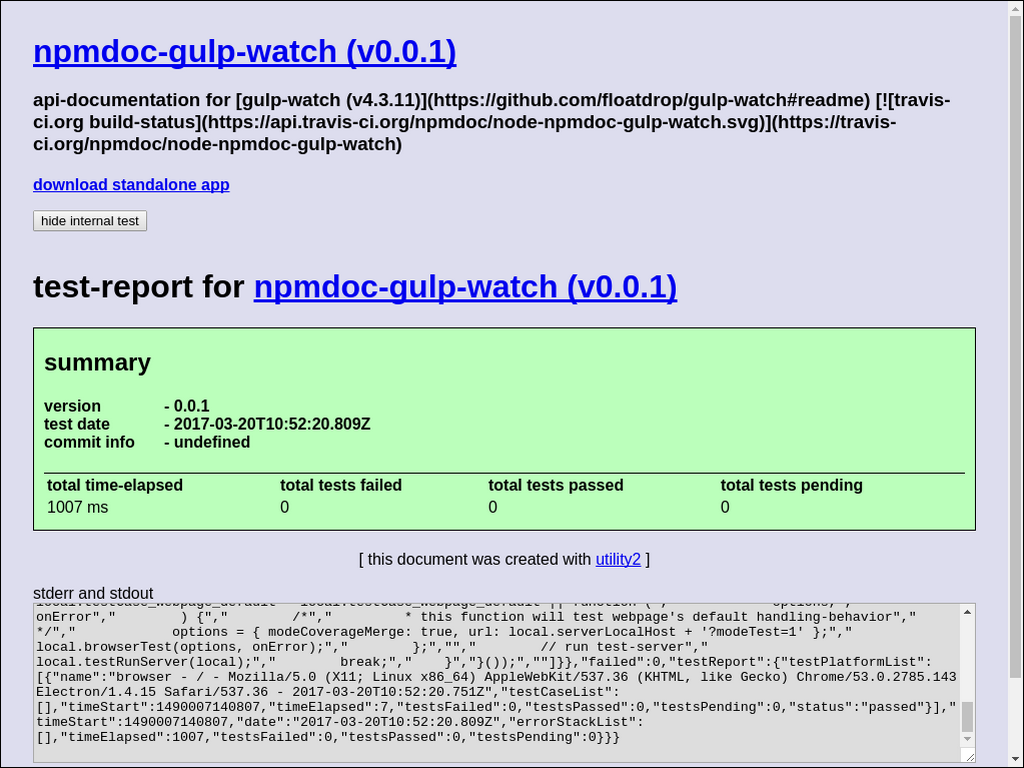 npmdoc-gulp-watch (v0.0.1)
api-documentation for [gulp-watch (v4.3.11)](https://github.com/floatdrop/gulp-watch#readme) [![travis-
ci.org build-status](https://api.travis-ci.org/npmdoc/node-npmdoc-gulp-watch.svg)](https://travis-
ci.org/npmdoc/node-npmdoc-gulp-watch)
download standalone app
hide internal test
test-report for npmdoc-gulp-watch (v0.0.1)
summary
version - 0.0.1
test date - 2017-03-20T10:52:20.809Z
commit info - undefined
total time-elapsed total tests failed total tests passed total tests pending
1007 ms 0 0 0
[ this document was created with utility2 ]
stderr and stdout
onError","        ) {","        /*","         * this function will test webpage's default handling-behavior","
*/","            options = { modeCoverageMerge: true, url: local.serverLocalHost + '?modeTest=1' };","
local.browserTest(options, onError);","        };","","        // run test-server","
local.testRunServer(local);","        break;","    }","}());",""]}},"failed":0,"testReport":{"testPlatformList":
[{"name":"browser - / - Mozilla/5.0 (X11; Linux x86_64) AppleWebKit/537.36 (KHTML, like Gecko) Chrome/53.0.2785.143
Electron/1.4.15 Safari/537.36 - 2017-03-20T10:52:20.751Z","testCaseList":
[],"timeStart":1490007140807,"timeElapsed":7,"testsFailed":0,"testsPassed":0,"testsPending":0,"status":"passed"}],"
timeStart":1490007140807,"date":"2017-03-20T10:52:20.809Z","errorStackList":
[],"timeElapsed":1007,"testsFailed":0,"testsPassed":0,"testsPending":0}}}